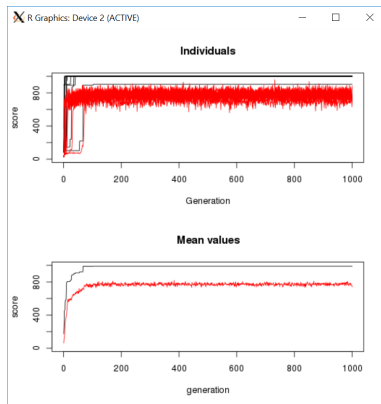 R Graphics: Device 2 (ACTIVE)
Individuals
score
800
400
0
0 200 400 600 800 1000
Generation
Mean values
score
800
400
0
0 200 400 600 800 1000
generation